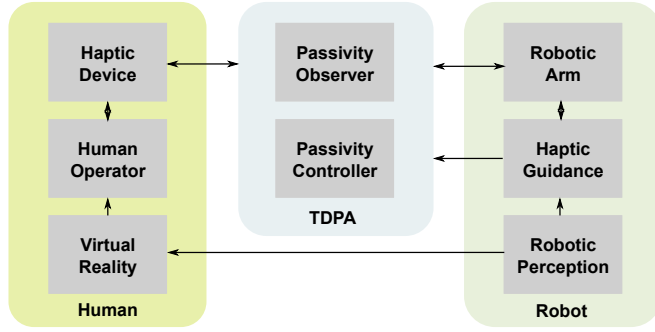 Haptic
Device
Human
Operator
Virtual
Reality
Human
Passivity
Observer
Passivity
Controller
TDPA
Robotic
Arm
Haptic
Guidance
Robotic
Perception
Robot